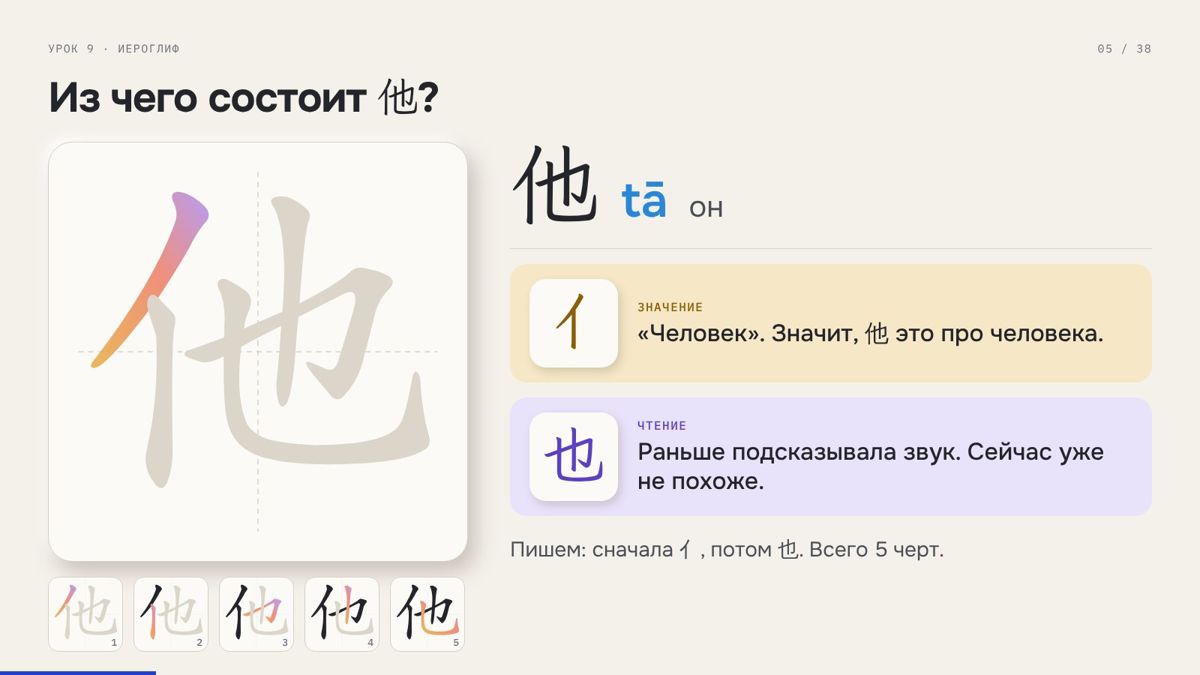 УРОК 9 · ИЕРОГЛИФ
05 / 38
Из чего состоит 他?
他
他 tā он
亻
ЗНАЧЕНИЕ
«Человек». Значит, 他 это про человека.
也
ЧТЕНИЕ
Раньше подсказывала звук. Сейчас уже
не похоже.
Пишем: сначала 亻, потом 也. Всего 5 черт.
他 1
他 2
他 3
他 4
他 5